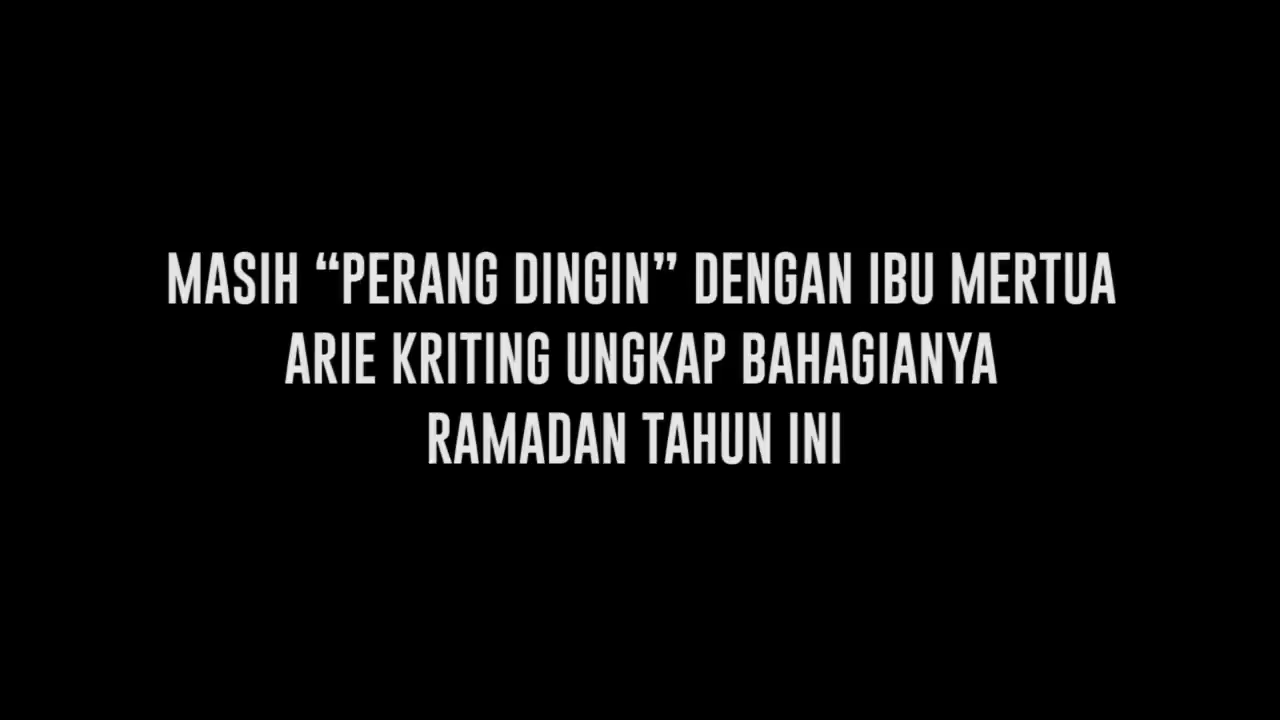 MASIH “PERANG DINGIN” DENGAN IBU MERTUA
ARIE KRITING UNGKAP BAHAGIANYA
RAMADAN TAHUN INI